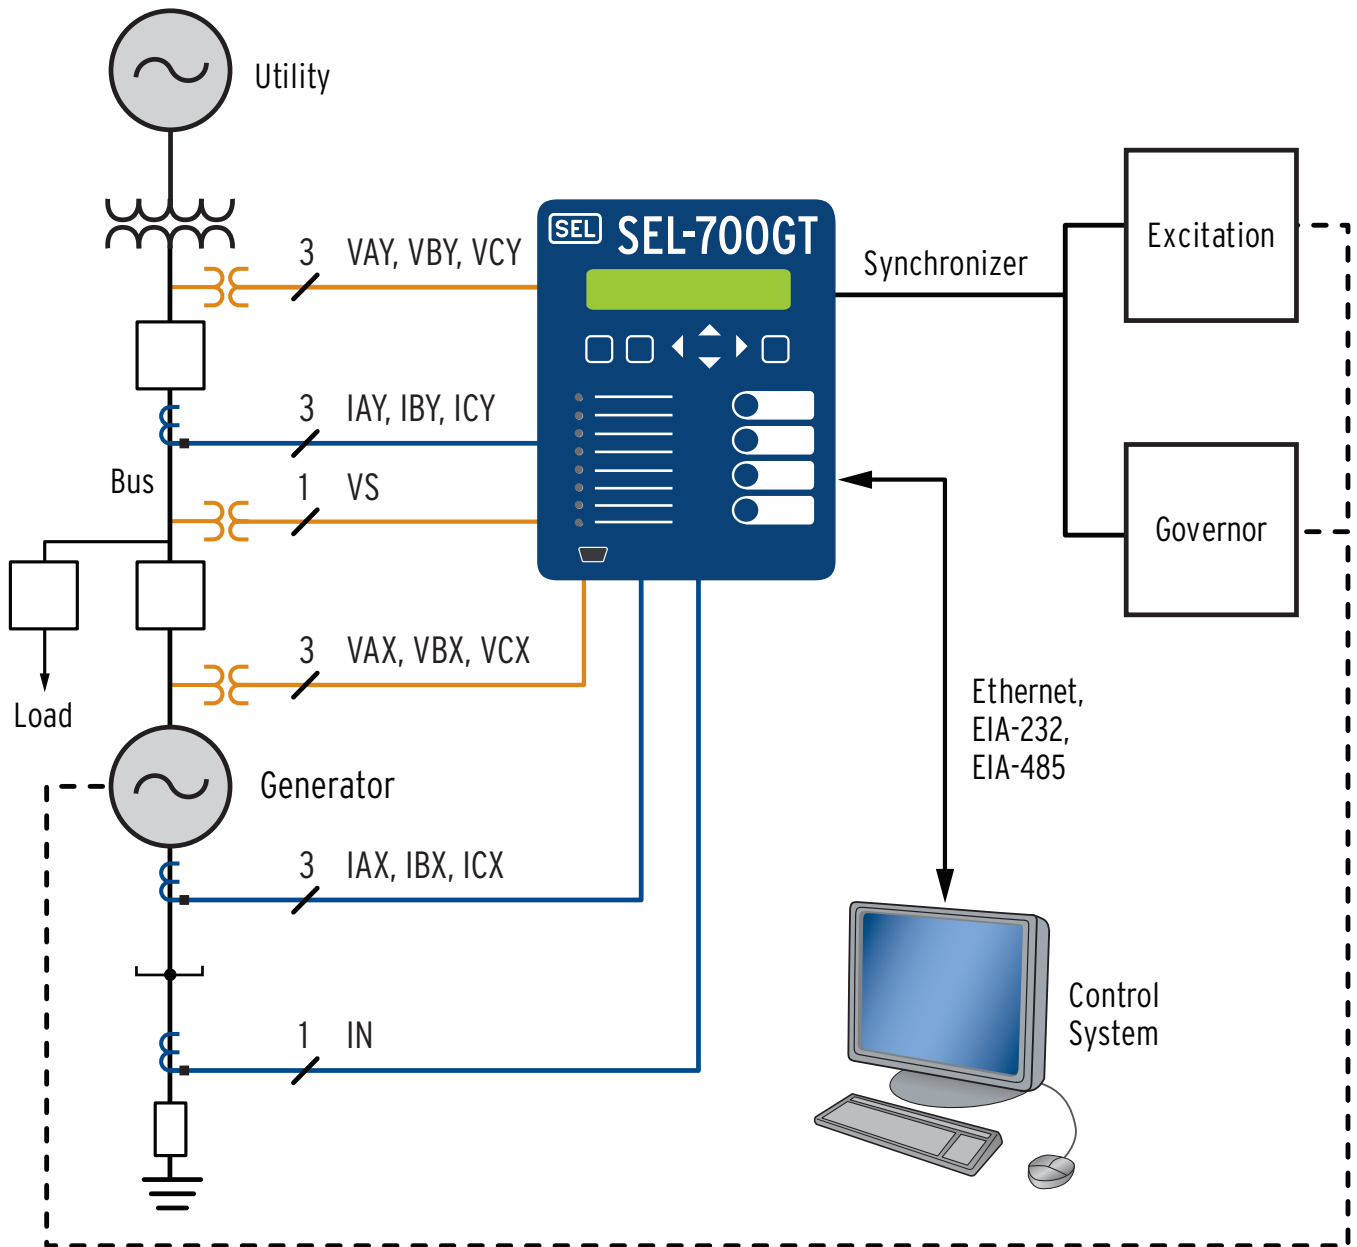 Utility
SEL
SEL-700GT
3 VAY, VBY, VCY
Synchronizer
Excitation
3 IAY, IBY, ICY
Bus
1 VS
Governor
3 VAX, VBX, VCX
Load
Ethernet,
EIA-232,
EIA-485
Generator
3 IAX, IBX, ICX
Control
System
1 IN